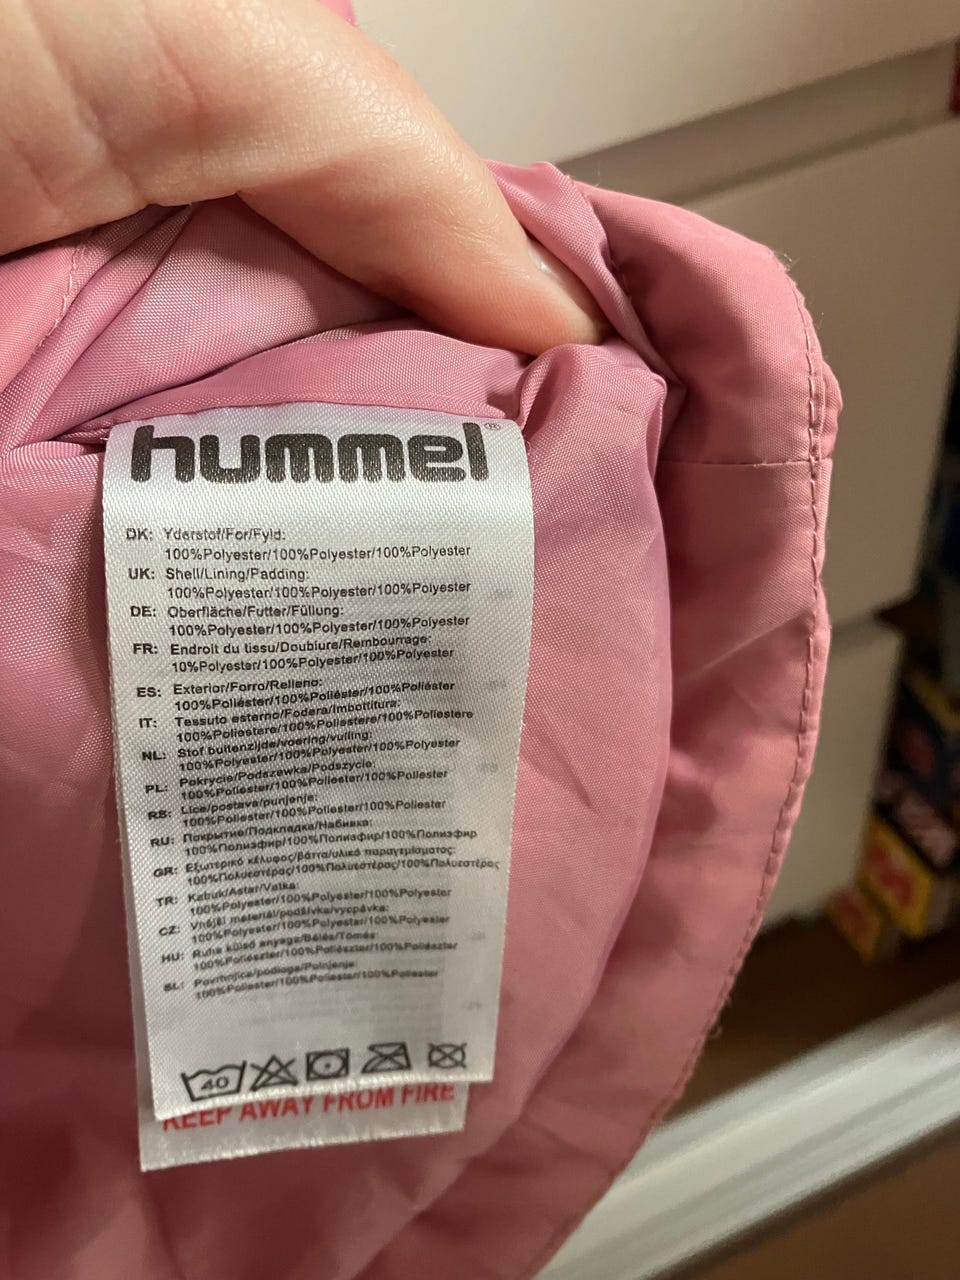 hummel®
DK: Yderstof/For/Fyld:
100%Polyester/100%Polyester/100%Polyester
UK: Shell/Lining/Padding:
100%Polyester/100%Polyester/100%Polyester
DE: Oberfläche/Futter/Füllung:
100%Polyester/100%Polyester/100%Polyester
FR: Endroit du tissu/Doublure/Rembourrage:
10%Polyester/100%Polyester/100%Polyester
ES: Exterior/Forro/Relleno:
100%Poliéster/100%Poliéster/100%Poliéster
IT: Tessuto esterno/Fodera/Imbottitura:
100%Poliestere/100%Poliestere/100%Poliestere
NL: Stof buitenzijde/voering/vulling:
100%Polyester/100%Polyester/100%Polyester
PL: Pokrycie/Podszewka/Podszycie:
100%Poliester/100%Poliester/100%Poliester
RB: Lice/postava/punjenje:
100%Poliester/100%Poliester/100%Poliester
RU: Покрытие/Подкладка/Набивка:
100%Полиэфир/100%Полиэфир/100%Полиэфир
GR: Εξωτερικό κέλυφος/βάττα/υλικό παραγεμίσματος:
100%Πολυεστέρας/100%Πολυεστέρας/100%Πολυεστέρας
TR: Kabuk/Astar/Vatka:
100%Polyester/100%Polyester/100%Polyester
CZ: Vnější materiál/podšívka/vycpávka:
100%Polyester/100%Polyester/100%Polyester
HU: Ruha külső anyaga/Bélés/Tömés:
100%Poliészter/100%Poliészter/100%Poliészter
SL: Povrhnjica/podloga/Polnjenje:
100%Poliester/100%Poliester/100%Poliester
40
KEEP AWAY FROM FIRE